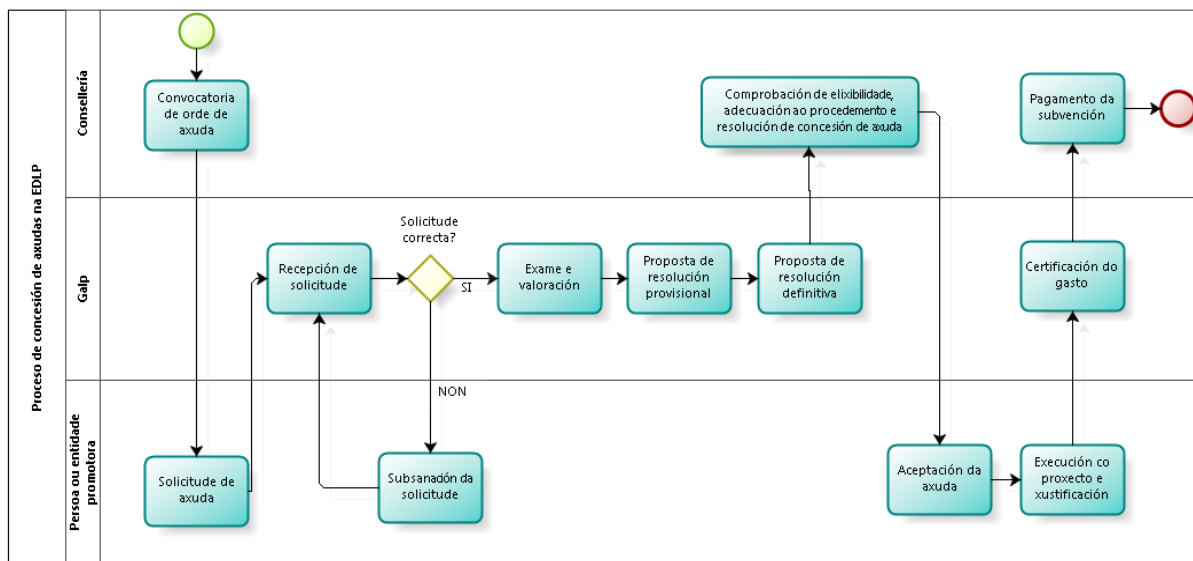 Proceso de concesión de axudas na EDLP
Consellería
Convocatoria
de orde de
axuda
Comprobación de elixibilidade,
adecuación ao procedemento e
resolución de concesión de axuda
Pagamento da
subvención
Galp
Recepción de
solicitude
Solicitude
correcta?
SI
NON
Exame e
valoración
Proposta de
resolución
provisional
Proposta de
resolución
definitiva
Certificación do
gasto
Persoa ou entidade
promotora
Solicitude de
axuda
Subsanación da
solicitude
Aceptación da
axuda
Execución co
proxecto e
xustificación